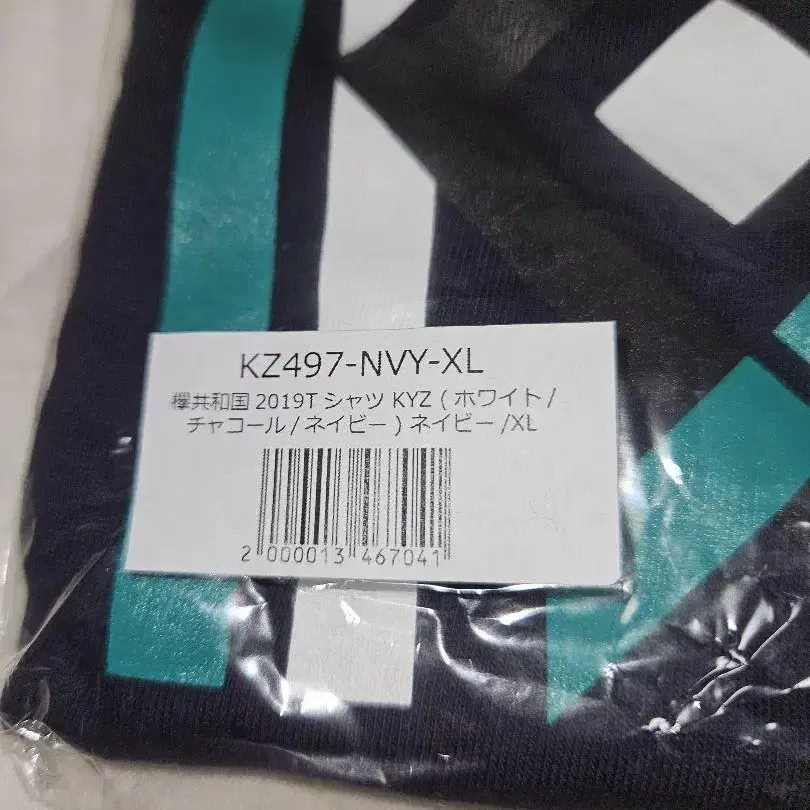 KZ497-NVY-XL
欅共和国 2019T シャツ KYZ ( ホワイト /
チャコール / ネイビー ) ネイビー /XL
2 000013 467041